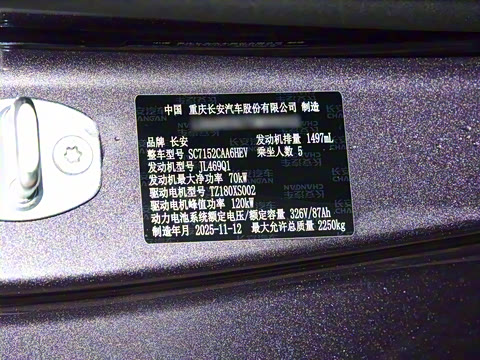 中国 重庆长安汽车股份有限公司 制造
品牌 长安 发动机排量 1497mL
整车型号 SC7152CAA6HEV 乘坐人数 5
发动机型号 JL469Q1
发动机最大净功率 70kW
驱动电机型号 TZ180XS002
驱动电机峰值功率 120kW
动力电池系统额定电压/额定容量 326V/87Ah
制造年月 2025-11-12 最大允许总质量 2250kg